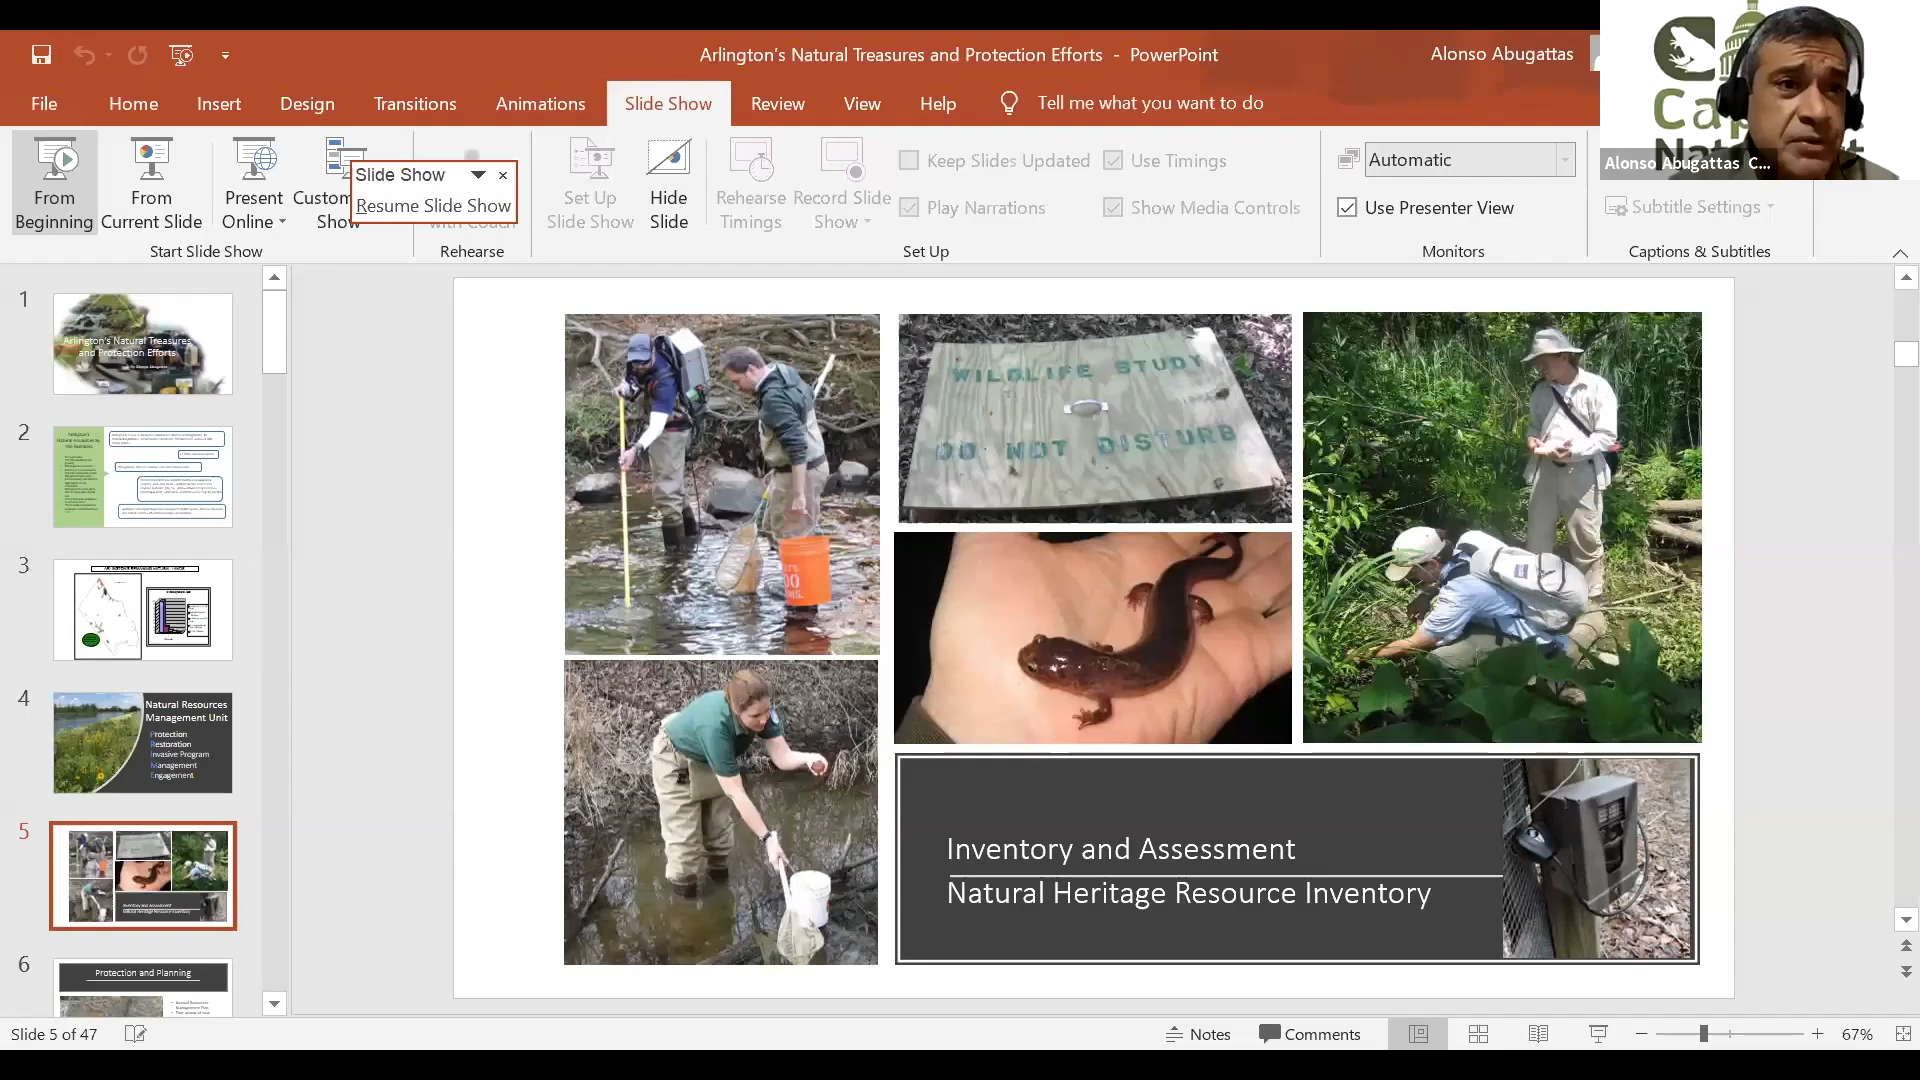 Arlington's Natural Treasures and Protection Efforts - PowerPoint
Alonso Abugattas
File
Home
Insert
Design
Transitions
Animations
Slide Show
Review
View
Help
Tell me what you want to do
From Beginning
From Current Slide
Present Online
Custom Show
Slide Show
Resume Slide Show
Set Up Slide Show
Hide Slide
Rehearse Timings
Record Slide Show
Keep Slides Updated
Use Timings
Play Narrations
Show Media Controls
Automatic
Use Presenter View
Subtitle Settings
Start Slide Show
Rehearse
Set Up
Monitors
Captions & Subtitles
Alonso Abugattas C...
1
Arlington's Natural Treasures
and Protection Efforts
2
3
4
Natural Resources
Management Unit
Protection
Restoration
Invasive Program
Management
Engagement
5
6
Protection and Planning
WILDLIFE STUDY
DO NOT DISTURB
Inventory and Assessment
Natural Heritage Resource Inventory
Slide 5 of 47
Notes
Comments
67%